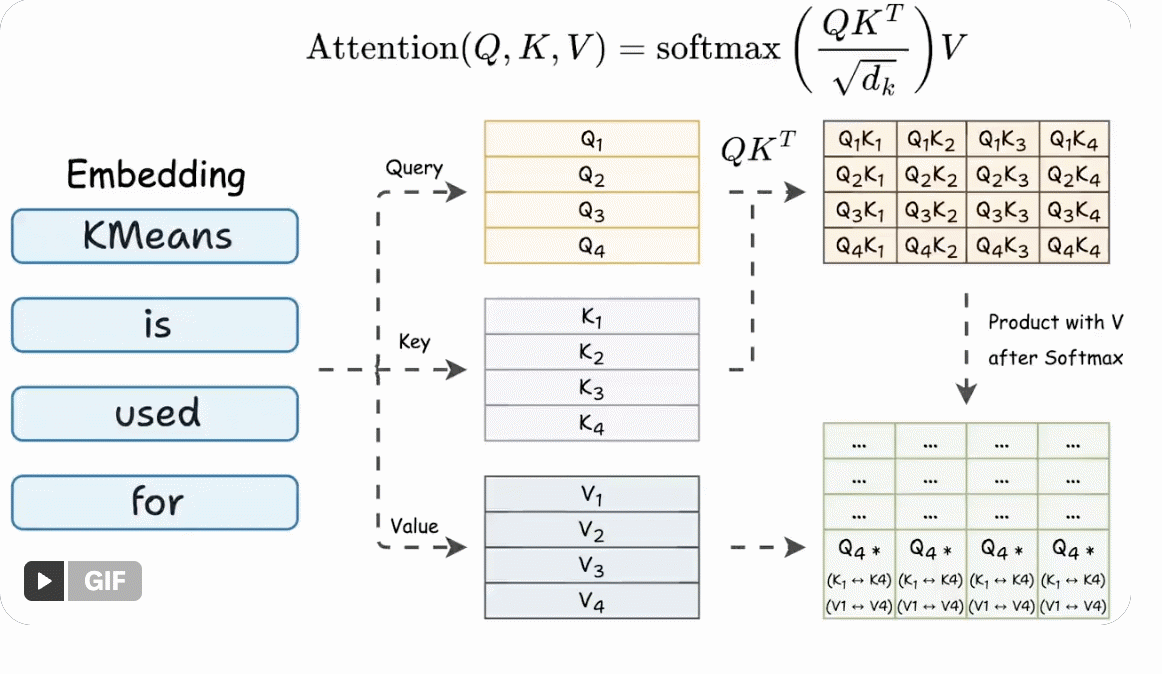 Attention(Q, K, V) = softmax(QK^T / √d_k)V
Embedding
KMeans
is
used
for
Query
Key
Value
Q₁
Q₂
Q₃
Q₄
K₁
K₂
K₃
K₄
V₁
V₂
V₃
V₄
QK^T
Q₁K₁ Q₁K₂ Q₁K₃ Q₁K₄
Q₂K₁ Q₂K₂ Q₂K₃ Q₂K₄
Q₃K₁ Q₃K₂ Q₃K₃ Q₃K₄
Q₄K₁ Q₄K₂ Q₄K₃ Q₄K₄
Product with V
after Softmax
... ... ... ...
... ... ... ...
... ... ... ...
Q₄ * Q₄ * Q₄ * Q₄ *
(K₁ ↔ K4) (K₁ ↔ K4) (K₁ ↔ K4) (K₁ ↔ K4)
(V1 ↔ V4) (V1 ↔ V4) (V1 ↔ V4) (V1 ↔ V4)
GIF